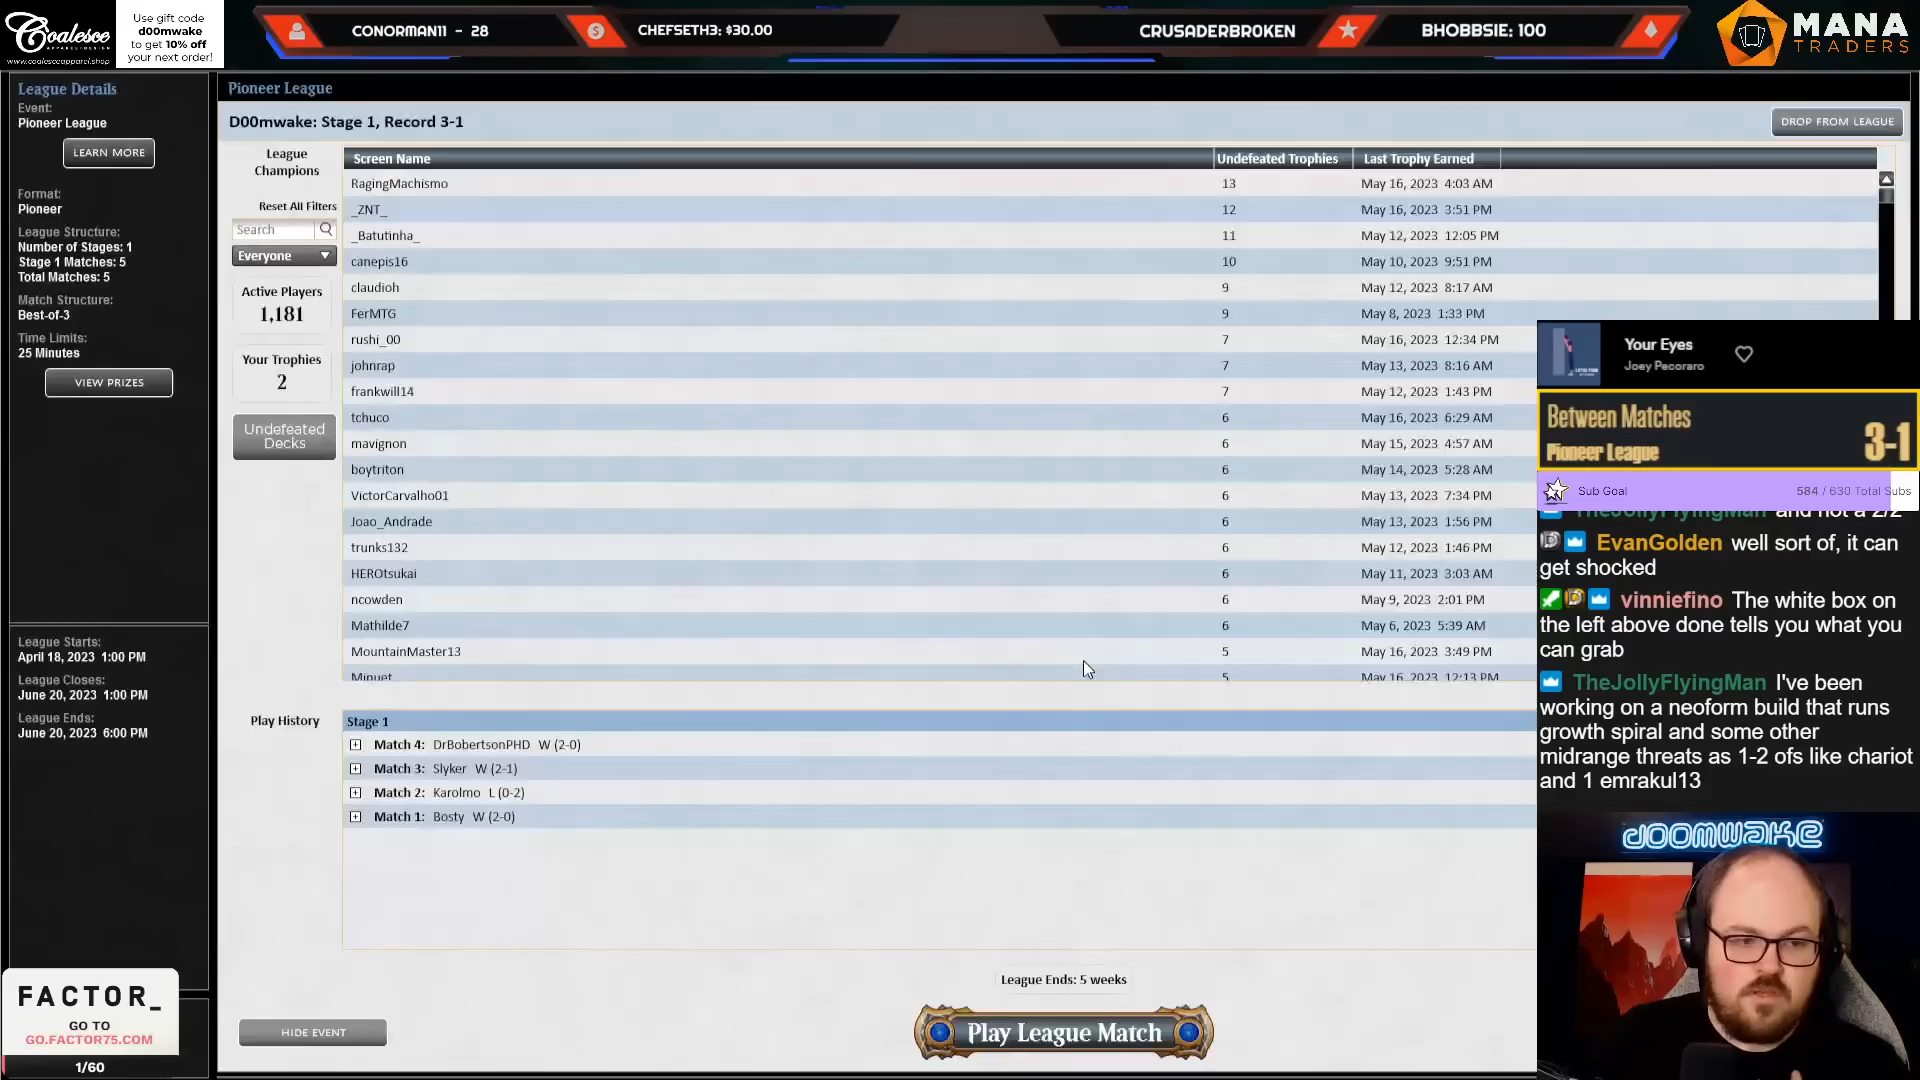 Coalesce
APPAREL+DESIGN
www.coalesceapparel.shop
Use gift code
d00mwake
to get 10% off
your next order!
CONORMAN11 - 28
CHEFSETH3: $30.00
CRUSADERBR0KEN
BHOBBSIE: 100
MANA
TRADERS
League Details
Event:
Pioneer League
LEARN MORE
Format:
Pioneer
League Structure:
Number of Stages: 1
Stage 1 Matches: 5
Total Matches: 5
Match Structure:
Best-of-3
Time Limits:
25 Minutes
VIEW PRIZES
League Starts:
April 18, 2023 1:00 PM
League Closes:
June 20, 2023 1:00 PM
League Ends:
June 20, 2023 6:00 PM
FACTOR_
GO TO
GO.FACTOR75.COM
1/60
Pioneer League
D00mwake: Stage 1, Record 3-1
DROP FROM LEAGUE
League
Champions
Reset All Filters
Search
Everyone
Active Players
1,181
Your Trophies
2
Undefeated
Decks
Screen Name Undefeated Trophies Last Trophy Earned
RagingMachismo 13 May 16, 2023 4:03 AM
_ZNT_ 12 May 16, 2023 3:51 PM
_Batutinha_ 11 May 12, 2023 12:05 PM
canepis16 10 May 10, 2023 9:51 PM
claudioh 9 May 12, 2023 8:17 AM
FerMTG 9 May 8, 2023 1:33 PM
rushi_00 7 May 16, 2023 12:34 PM
johnrap 7 May 13, 2023 8:16 AM
frankwill14 7 May 12, 2023 1:43 PM
tchuco 6 May 16, 2023 6:29 AM
mavignon 6 May 15, 2023 4:57 AM
boytriton 6 May 14, 2023 5:28 AM
VictorCarvalho01 6 May 13, 2023 7:34 PM
Joao_Andrade 6 May 13, 2023 1:56 PM
trunks132 6 May 12, 2023 1:46 PM
HEROtsukai 6 May 11, 2023 3:03 AM
ncowden 6 May 9, 2023 2:01 PM
Mathilde7 6 May 6, 2023 5:39 AM
MountainMaster13 5 May 16, 2023 3:49 PM
Minuet 5 May 16, 2023 12:13 PM
Play History
Stage 1
Match 4: DrBobertsonPHD W (2-0)
Match 3: Slyker W (2-1)
Match 2: Karolmo L (0-2)
Match 1: Bosty W (2-0)
League Ends: 5 weeks
HIDE EVENT
Play League Match
Your Eyes
Joey Pecoraro
Between Matches
Pioneer League
3-1
Sub Goal 584 / 630 Total Subs
TheJollyFlyingMan and not a 2/2
EvanGolden well sort of, it can
get shocked
vinniefino The white box on
the left above done tells you what you
can grab
TheJollyFlyingMan I've been
working on a neoform build that runs
growth spiral and some other
midrange threats as 1-2 ofs like chariot
and 1 emrakul13
doomwake